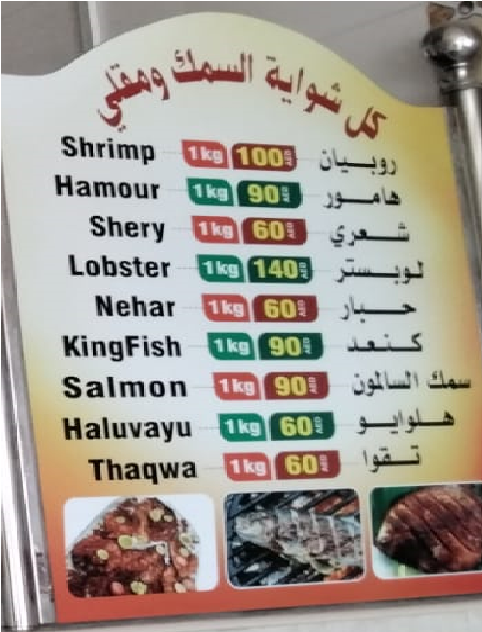 كل شواية السمك ومقلي
Shrimp 1kg 100 AED روبيان
Hamour 1kg 90 AED هامور
Shery 1kg 60 AED شعري
Lobster 1kg 140 AED لوبستر
Nehar 1kg 60 AED حبار
KingFish 1kg 90 AED كنعد
Salmon 1kg 90 AED سمك السالمون
Haluvayu 1kg 60 AED هلوايو
Thaqwa 1kg 60 AED تقوا